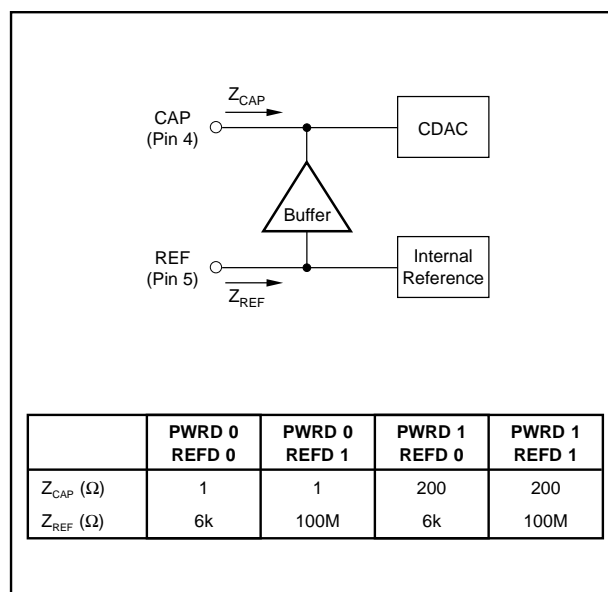 Z_CAP
CAP
(Pin 4)
CDAC
Buffer
REF
(Pin 5)
Internal
Reference
Z_REF
PWRD 0 PWRD 0 PWRD 1 PWRD 1
REFD 0 REFD 1 REFD 0 REFD 1
Z_CAP (Ω) 1 1 200 200
Z_REF (Ω) 6k 100M 6k 100M